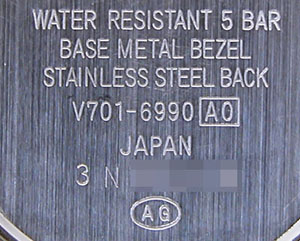 WATER RESISTANT 5 BAR
BASE METAL BEZEL
STAINLESS STEEL BACK
V701-6990 A0
JAPAN
3 N
AG